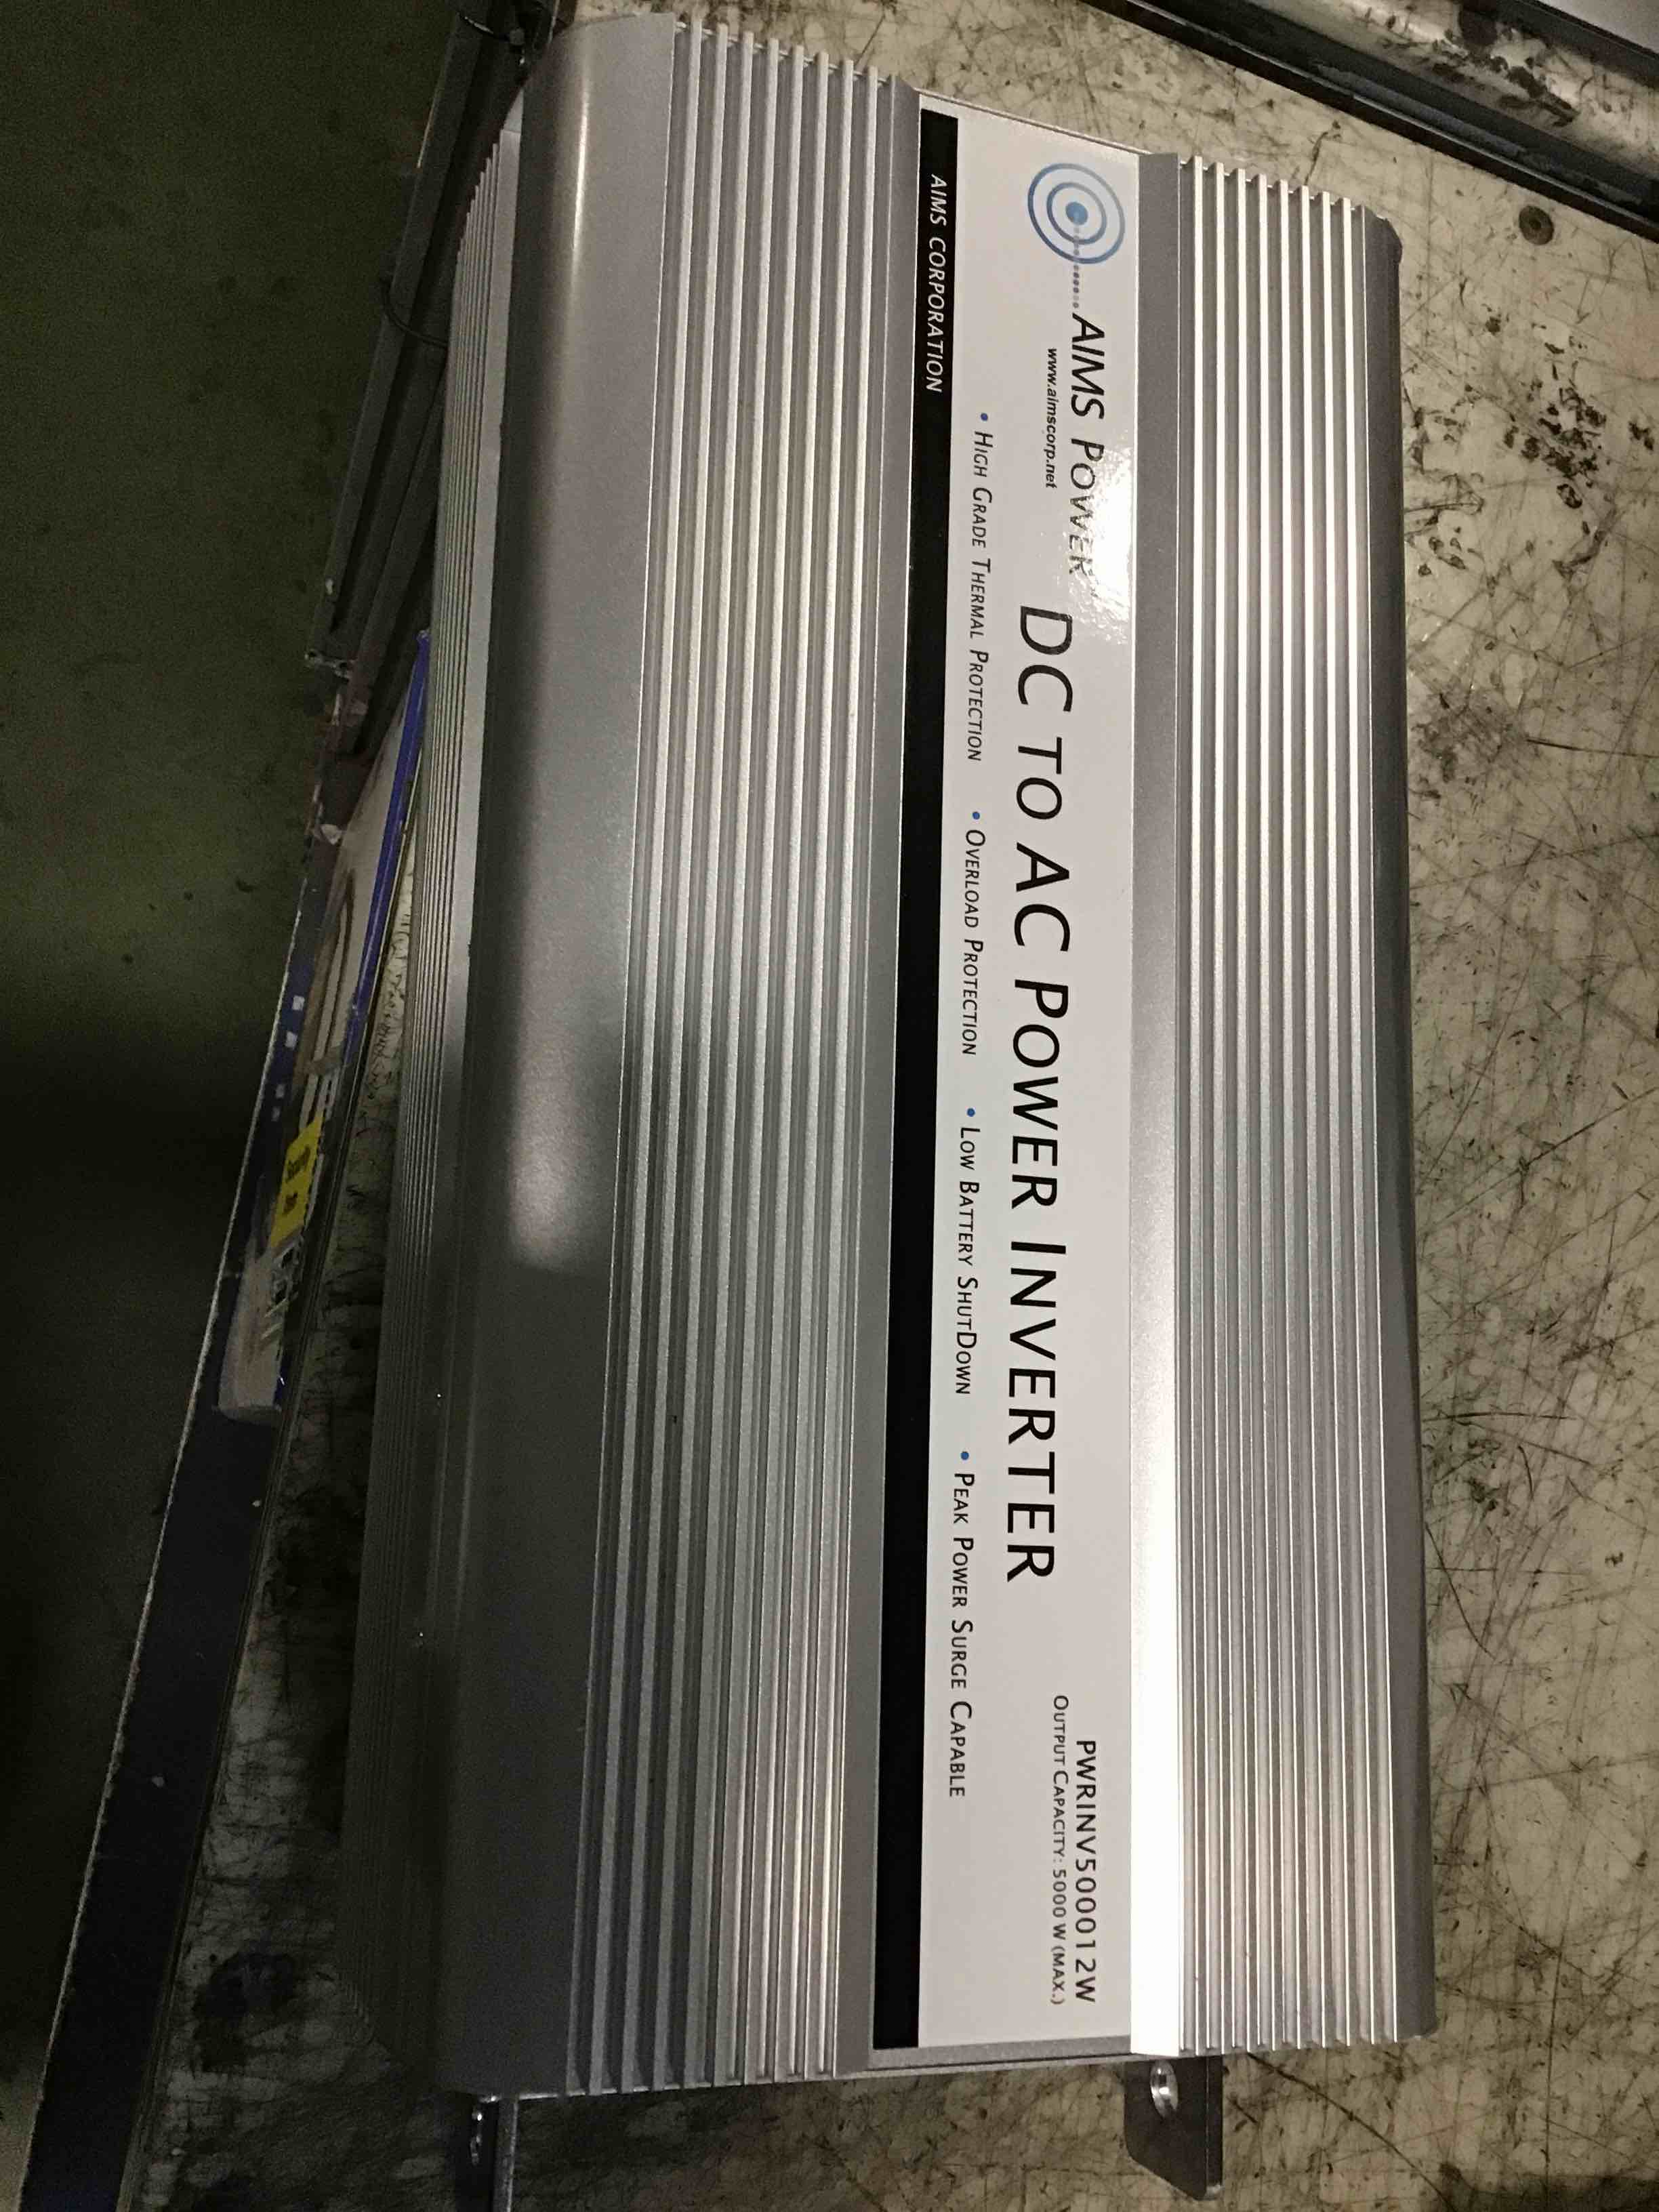 AIMS POWER
www.aimscorp.net
DC TO AC POWER INVERTER
PWRINV500012W
OUTPUT CAPACITY: 5000 W (MAX.)
• HIGH GRADE THERMAL PROTECTION • OVERLOAD PROTECTION • LOW BATTERY SHUTDOWN • PEAK POWER SURGE CAPABLE
AIMS CORPORATION